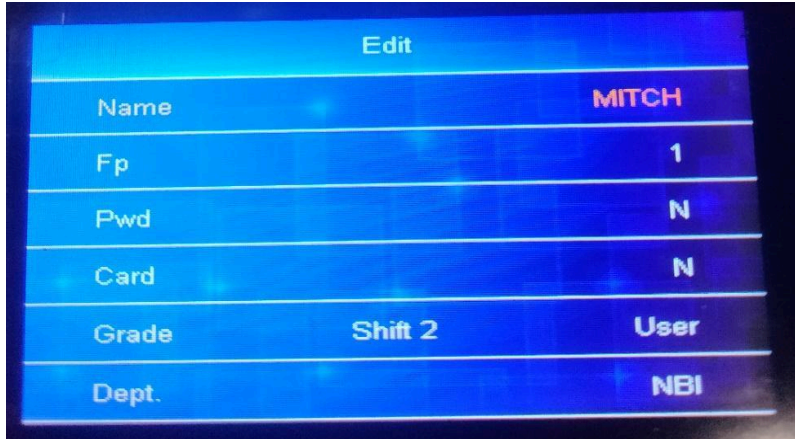 Edit
Name MITCH
Fp 1
Pwd N
Card N
Grade Shift 2 User
Dept. NBI